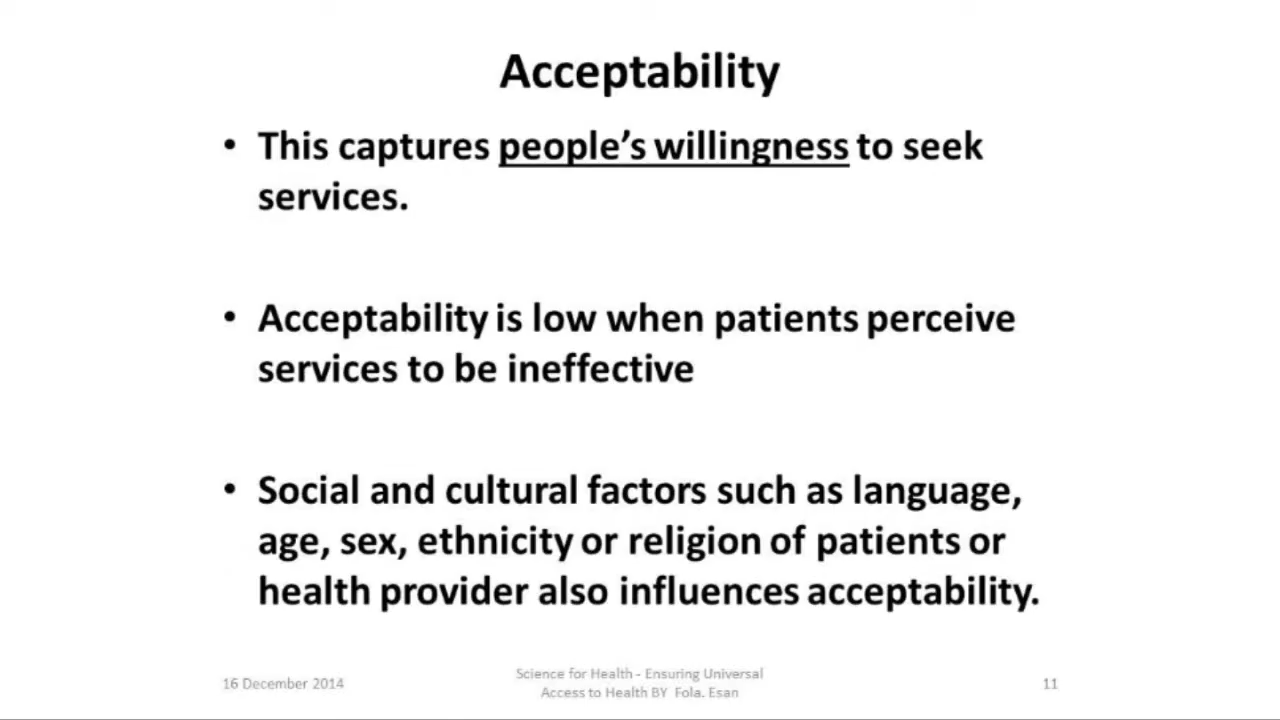 Acceptability
• This captures people's willingness to seek
services.
• Acceptability is low when patients perceive
services to be ineffective
• Social and cultural factors such as language,
age, sex, ethnicity or religion of patients or
health provider also influences acceptability.
16 December 2014
Science for Health - Ensuring Universal
Access to Health BY Fola. Esan
11